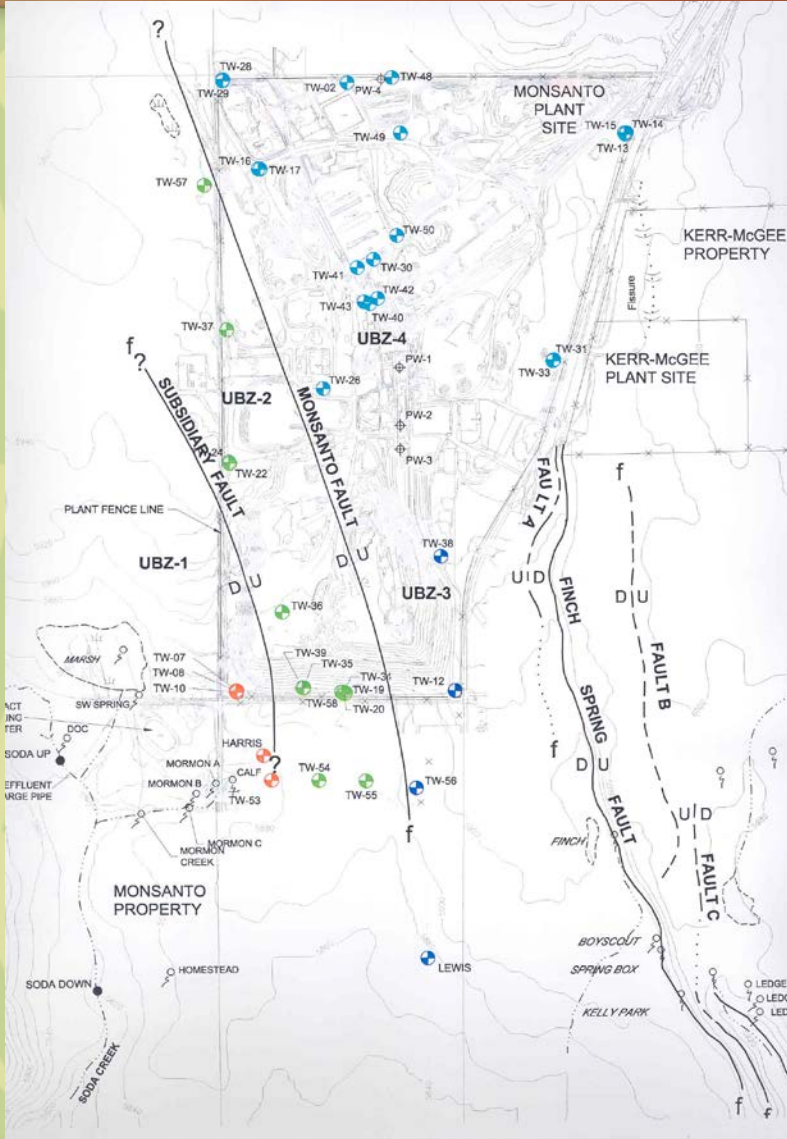 ?
TW-28
TW-29
TW-02
PW-4
TW-48
MONSANTO
PLANT
SITE
TW-49
TW-15
TW-14
TW-13
TW-16
TW-17
TW-57
TW-50
KERR-McGEE
PROPERTY
TW-30
TW-41
Fissure
TW-42
TW-43
TW-40
TW-37
UBZ-4
f
?
PW-1
TW-31
TW-33
KERR-McGEE
PLANT SITE
TW-26
UBZ-2
SUBSIDIARY FAULT
MONSANTO FAULT
PW-2
PW-3
TW-22
FAULT A
f
PLANT FENCE LINE
TW-38
UBZ-1
D U
D U
UBZ-3
U D
FINCH
SPRING
FAULT
D U
FAULT B
TW-36
MARSH
TW-07
TW-08
TW-10
TW-39
TW-35
TW-34
TW-19
TW-58
TW-20
TW-12
SW SPRING
DOC
SODA UP
EFFLUENT
HARRIS
?
f
D U
MORMON A
CALF
MORMON B
TW-53
TW-54
TW-55
TW-56
U D
FAULT C
f
MORMON C
MORMON
CREEK
FINCH
MONSANTO
PROPERTY
BOYSCOUT
SPRING BOX
LEWIS
HOMESTEAD
SODA DOWN
KELLY PARK
SODA CREEK
f
f